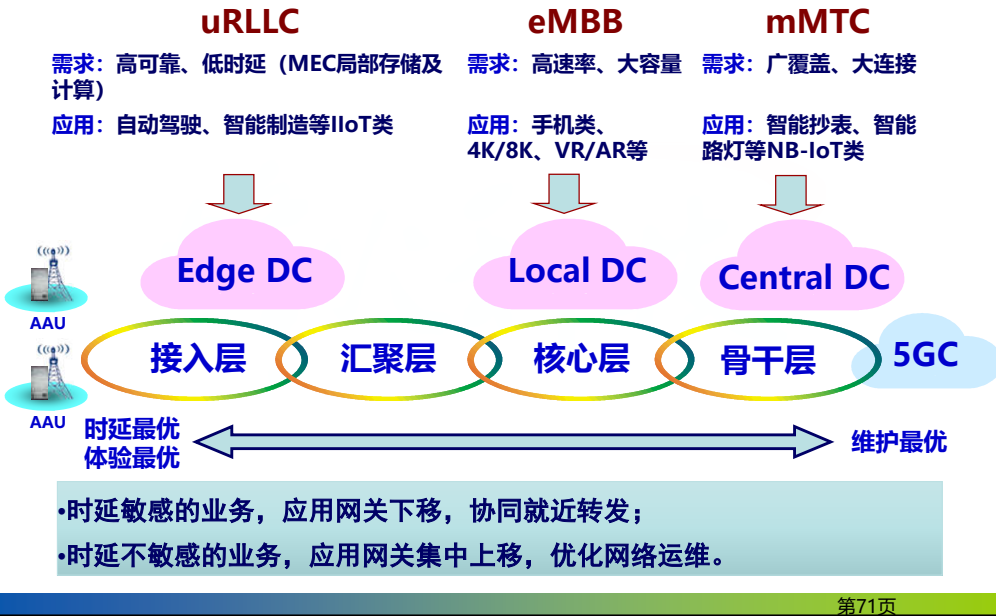 uRLLC
eMBB
mMTC
需求：高可靠、低时延（MEC局部存储及
计算）
需求：高速率、大容量
需求：广覆盖、大连接
应用：自动驾驶、智能制造等IIoT类
应用：手机类、
4K/8K、VR/AR等
应用：智能抄表、智能
路灯等NB-IoT类
Edge DC
Local DC
Central DC
AAU
接入层
汇聚层
核心层
骨干层
5GC
AAU
时延最优
体验最优
维护最优
•时延敏感的业务，应用网关下移，协同就近转发；
•时延不敏感的业务，应用网关集中上移，优化网络运维。
第71页